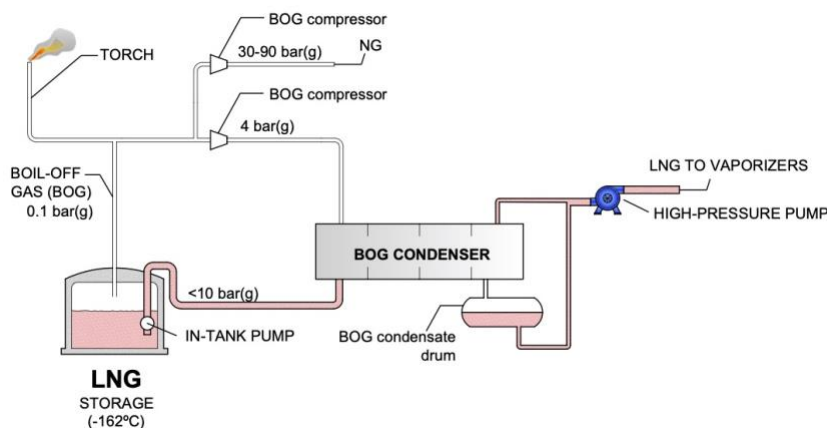 BOG compressor
30-90 bar(g)
NG
TORCH
BOG compressor
4 bar(g)
BOIL-OFF
GAS (BOG)
0.1 bar(g)
LNG TO VAPORIZERS
HIGH-PRESSURE PUMP
BOG CONDENSER
<10 bar(g)
IN-TANK PUMP
BOG condensate
drum
LNG
STORAGE
(-162ºC)